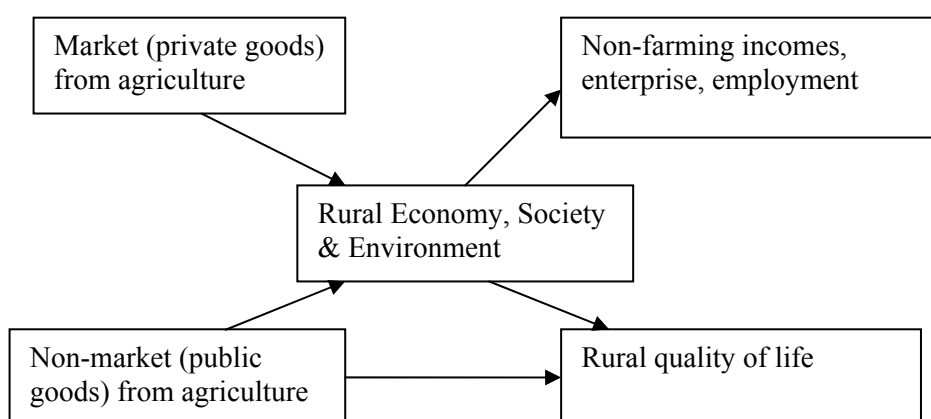 Market (private goods)
from agriculture
Non-farming incomes,
enterprise, employment
Rural Economy, Society
& Environment
Non-market (public
goods) from agriculture
Rural quality of life